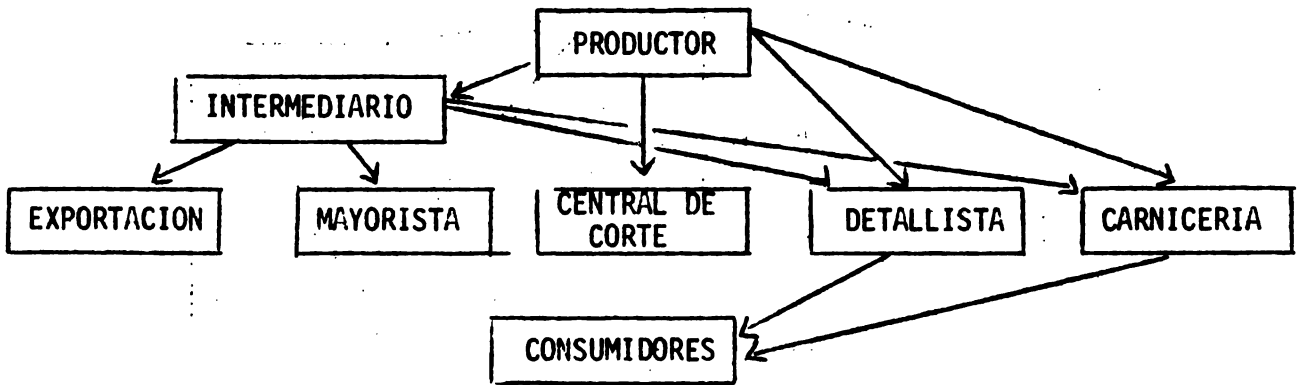 PRODUCTOR
INTERMEDIARIO
EXPORTACION
MAYORISTA
CENTRAL DE
CORTE
DETALLISTA
CARNICERIA
CONSUMIDORES